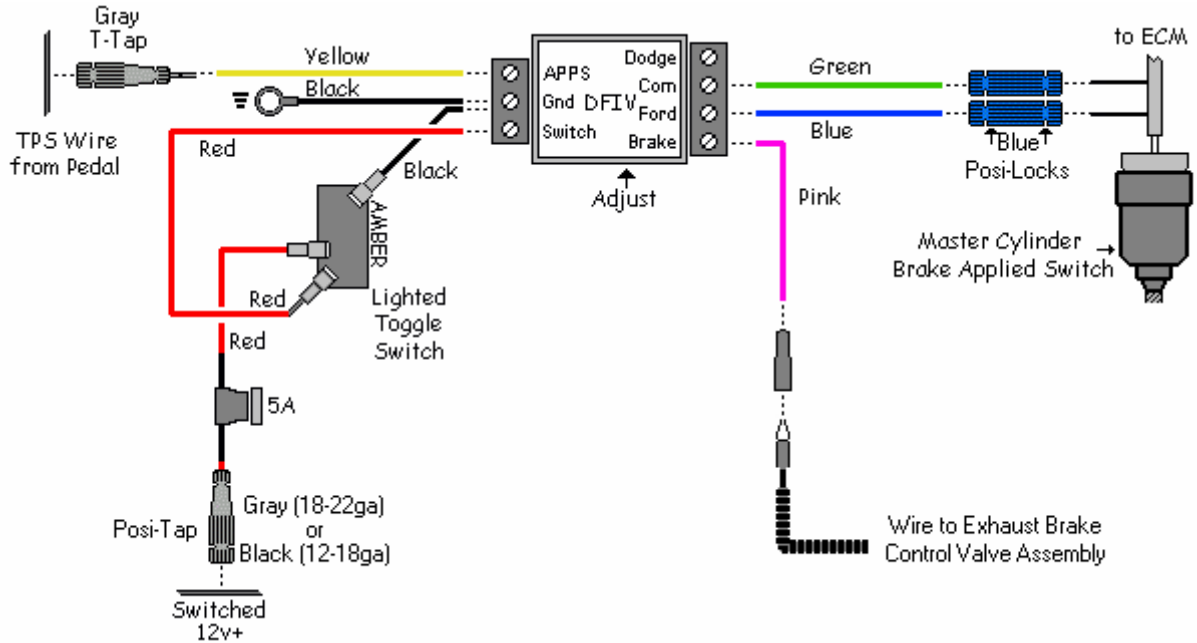 Gray
T-Tap
TPS Wire
from Pedal
Yellow
Black
Red
Black
APPS
Gnd
DFIV
Switch
Dodge
Com
Ford
Brake
Adjust
Green
Blue
Pink
to ECM
Blue
Posi-Locks
Master Cylinder
Brake Applied Switch
AMBER
Lighted
Toggle
Switch
Red
Red
5A
Posi-Tap
Gray (18-22ga)
or
Black (12-18ga)
Switched
12v+
Wire to Exhaust Brake
Control Valve Assembly